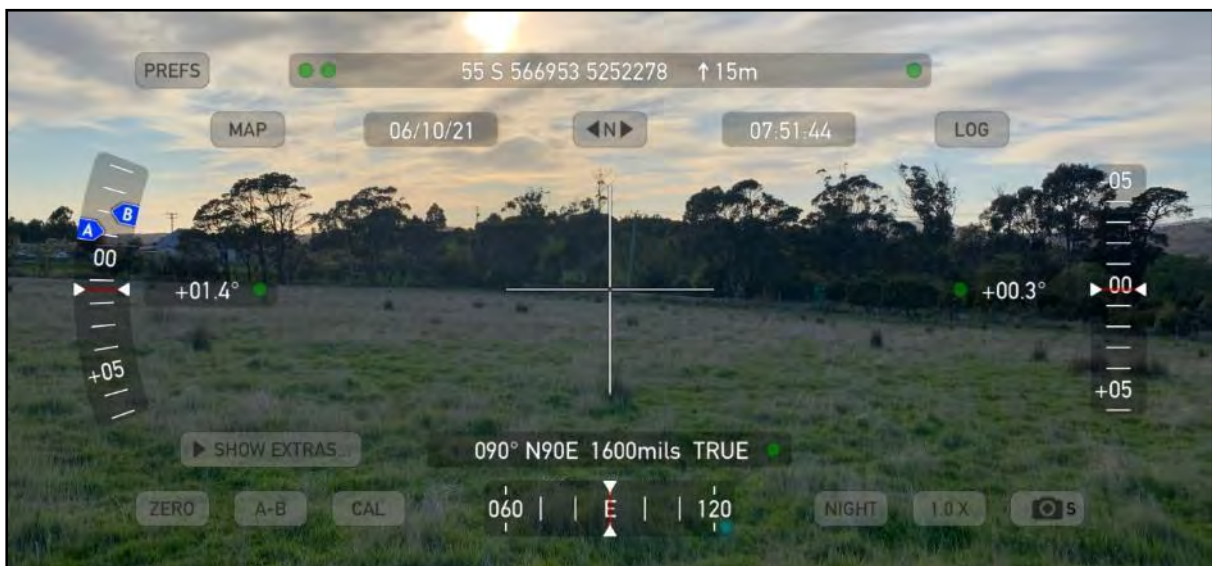 PREFS
55 S 566953 5252278 ↑15m
MAP 06/10/21 ◀N▶ 07:51:44 LOG
05
B
A
00
+01.4° +00.3° 00
+05
+05
090° N90E 1600mils TRUE
▶ SHOW EXTRAS...
ZERO A-B CAL 060 E 120 NIGHT 1.0 X S